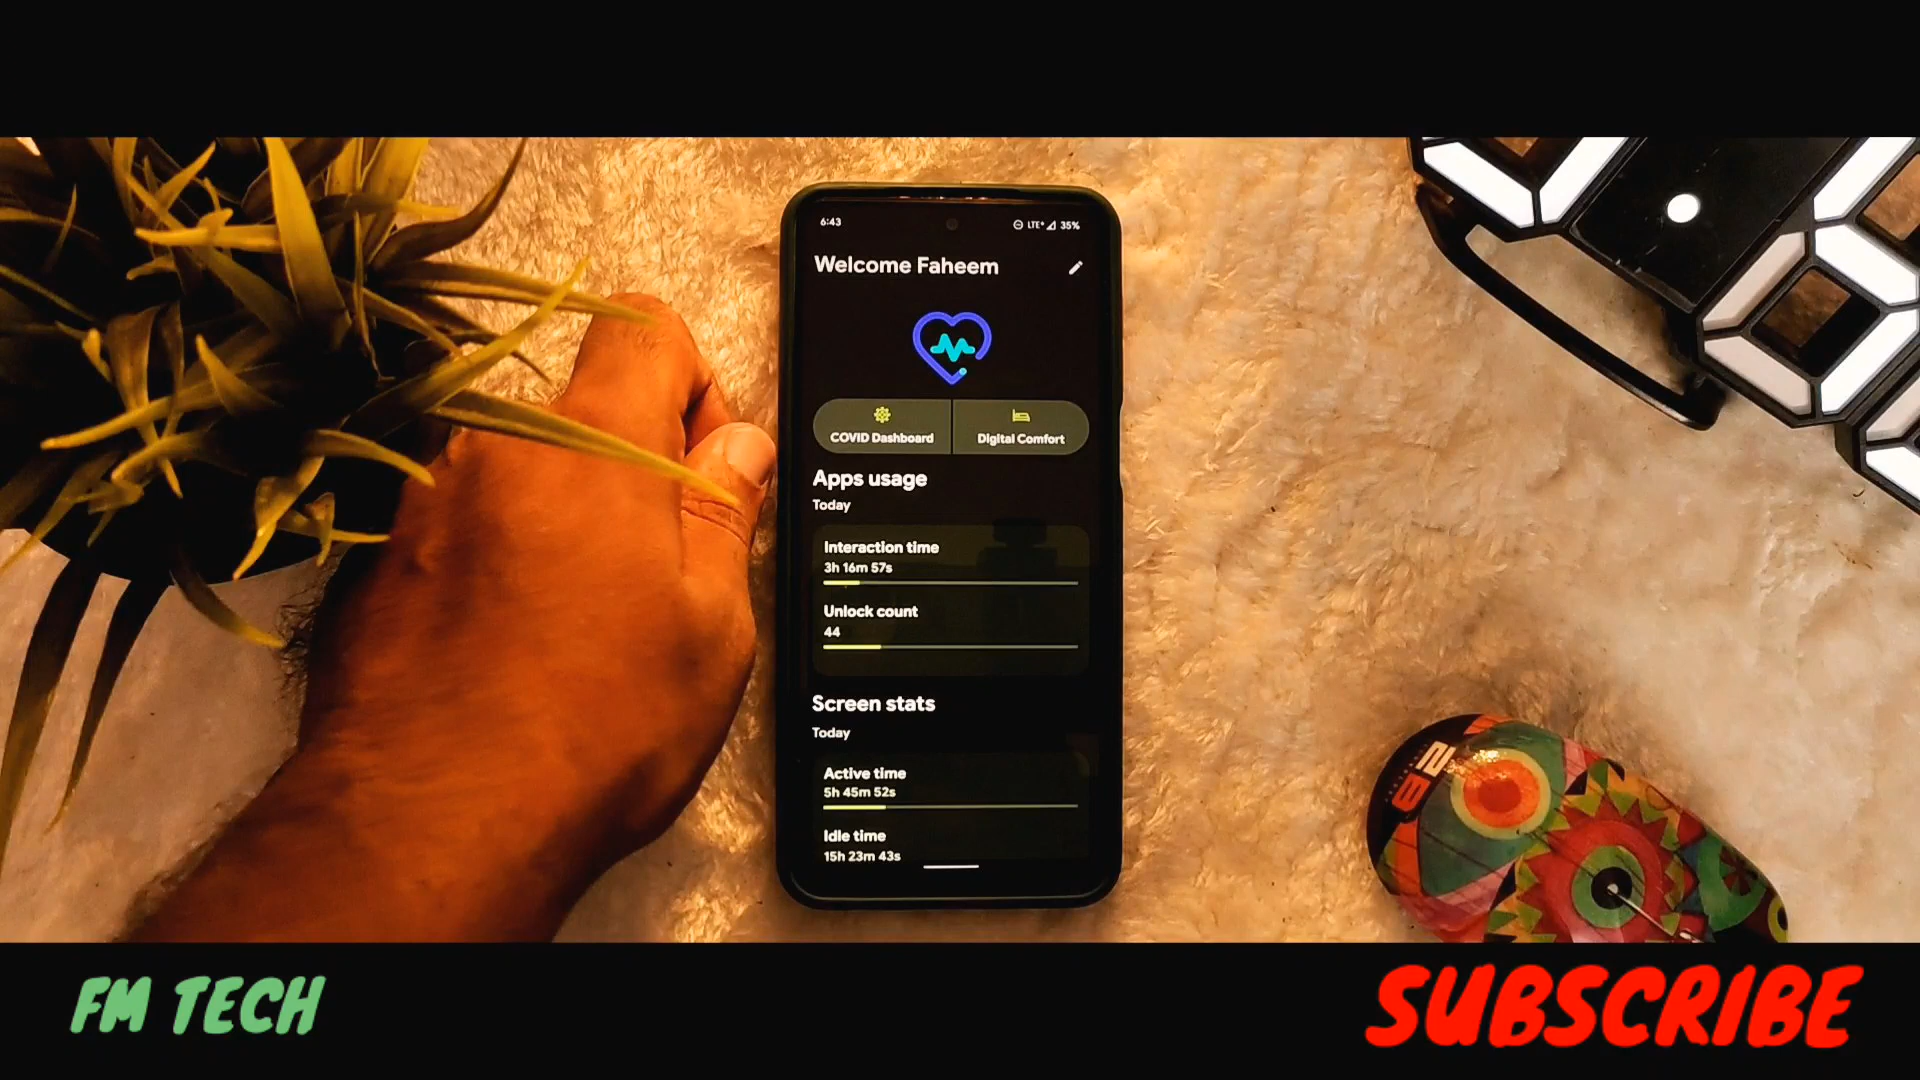 6:43
LTE+ 35%
Welcome Faheem
COVID Dashboard
Digital Comfort
Apps usage
Today
Interaction time
3h 16m 57s
Unlock count
44
Screen stats
Today
Active time
5h 45m 52s
Idle time
15h 23m 43s
FM TECH
SUBSCRIBE